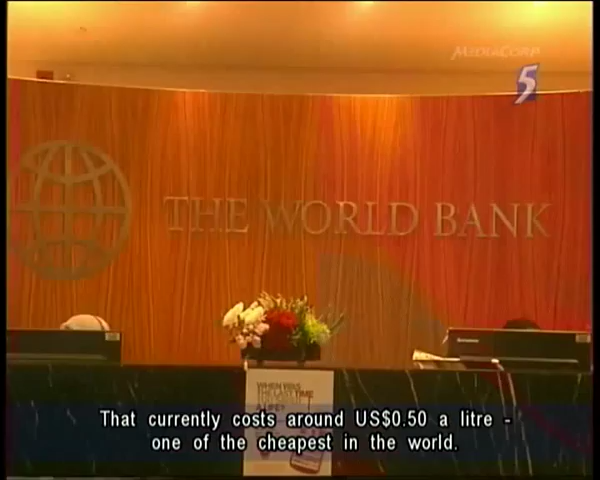 MEDIACORP
5
THE WORLD BANK
WHEN WAS
THE LAST TIME
A LIFE?
That currently costs around US$0.50 a litre -
one of the cheapest in the world.